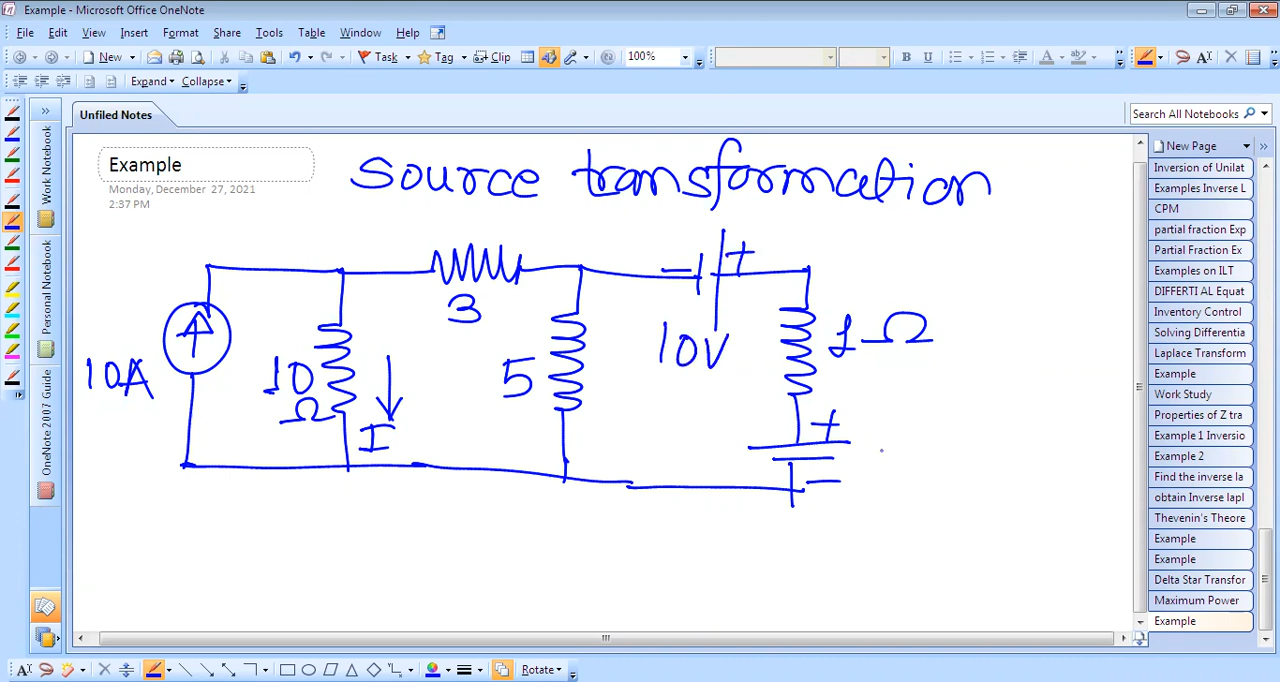 Example - Microsoft Office OneNote
File Edit View Insert Format Share Tools Table Window Help
New Task Tag Clip 100% B U
Expand Collapse
Unfiled Notes
Search All Notebooks
Example
Monday, December 27, 2021
2:37 PM
Source transformation
3
10A
10
Ω
I
5
- +
10V
1 Ω
+
-
Work Notebook
Personal Notebook
OneNote 2007 Guide
New Page
Inversion of Unilat
Examples Inverse L
CPM
partial fraction Exp
Partial Fraction Ex
Examples on ILT
DIFFERTI AL Equat
Inventory Control
Solving Differentia
Laplace Transform
Example
Work Study
Properties of Z tra
Example 1 Inversio
Example 2
Find the inverse la
obtain Inverse lapl
Thevenin's Theore
Example
Example
Delta Star Transfor
Maximum Power
Example
Rotate